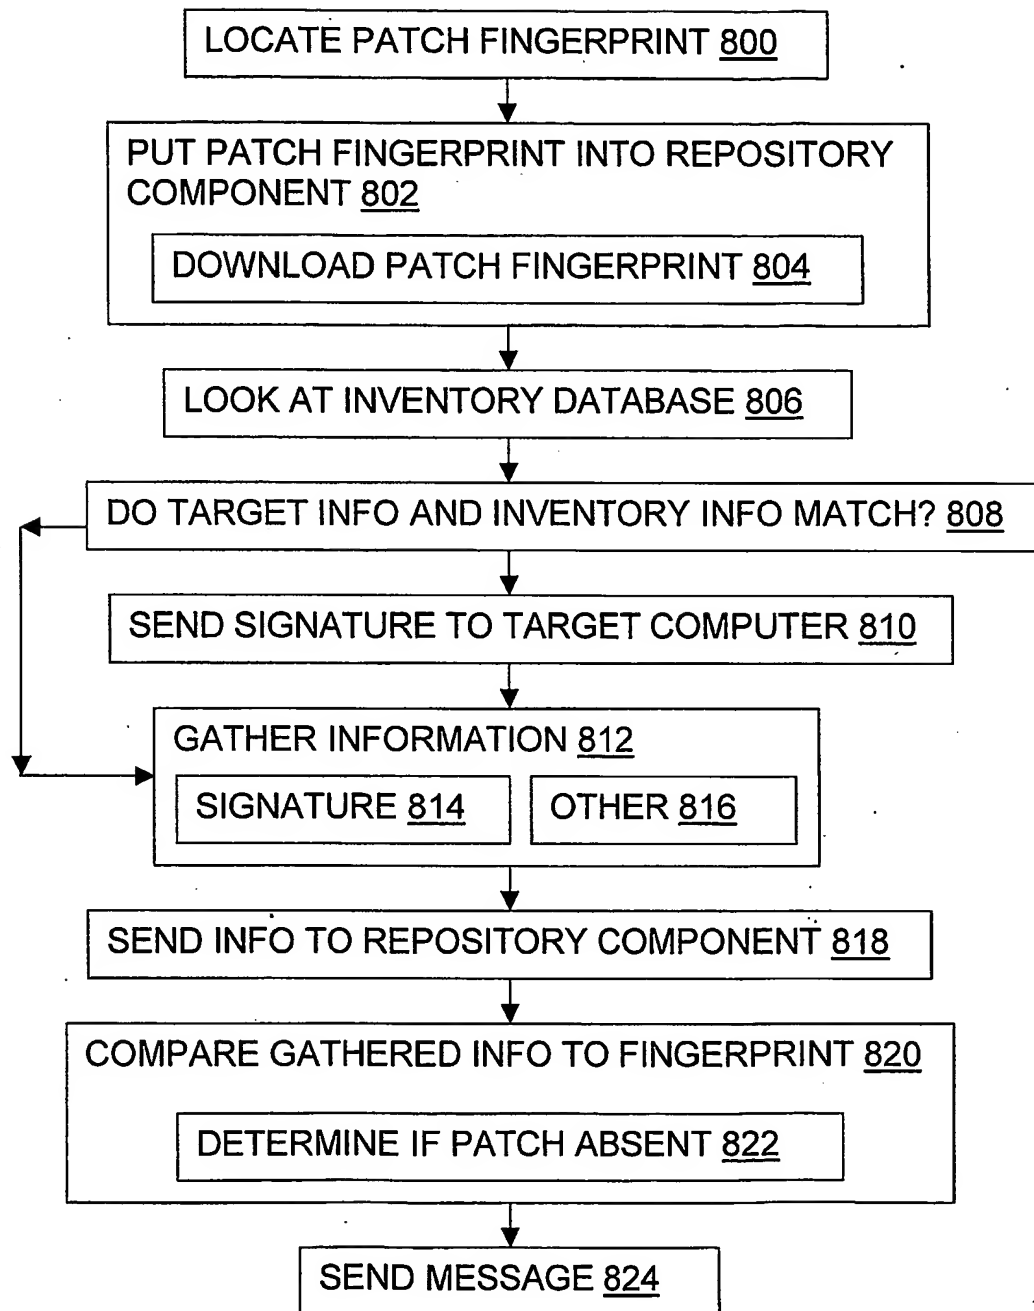 LOCATE PATCH FINGERPRINT 800
PUT PATCH FINGERPRINT INTO REPOSITORY
COMPONENT 802
DOWNLOAD PATCH FINGERPRINT 804
LOOK AT INVENTORY DATABASE 806
DO TARGET INFO AND INVENTORY INFO MATCH? 808
SEND SIGNATURE TO TARGET COMPUTER 810
GATHER INFORMATION 812
SIGNATURE 814
OTHER 816
SEND INFO TO REPOSITORY COMPONENT 818
COMPARE GATHERED INFO TO FINGERPRINT 820
DETERMINE IF PATCH ABSENT 822
SEND MESSAGE 824